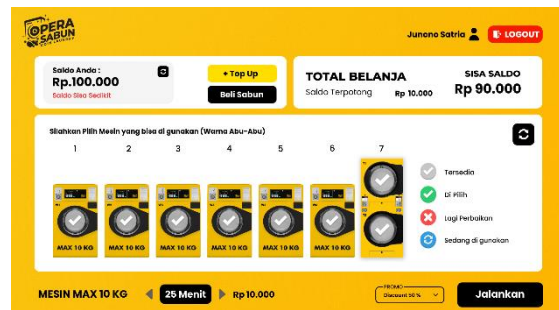 OPERA
SABUN
Junono Satria
LOGOUT
Saldo Anda :
Rp.100.000
Saldo Sisa Sedikit
+ Top Up
Beli Sabun
TOTAL BELANJA
Saldo Terpotong
Rp 10.000
SISA SALDO
Rp 90.000
Silahkan Pilih Mesin yang bisa di gunakan (Warna Abu-Abu)
1 2 3 4 5 6 7
MAX 10 KG MAX 10 KG MAX 10 KG MAX 10 KG MAX 10 KG MAX 10 KG
Tersedia
Di Pilih
Lagi Perbaikan
Sedang di gunakan
MESIN MAX 10 KG
25 Menit
Rp 10.000
PROMO
Discount 50 %
Jalankan